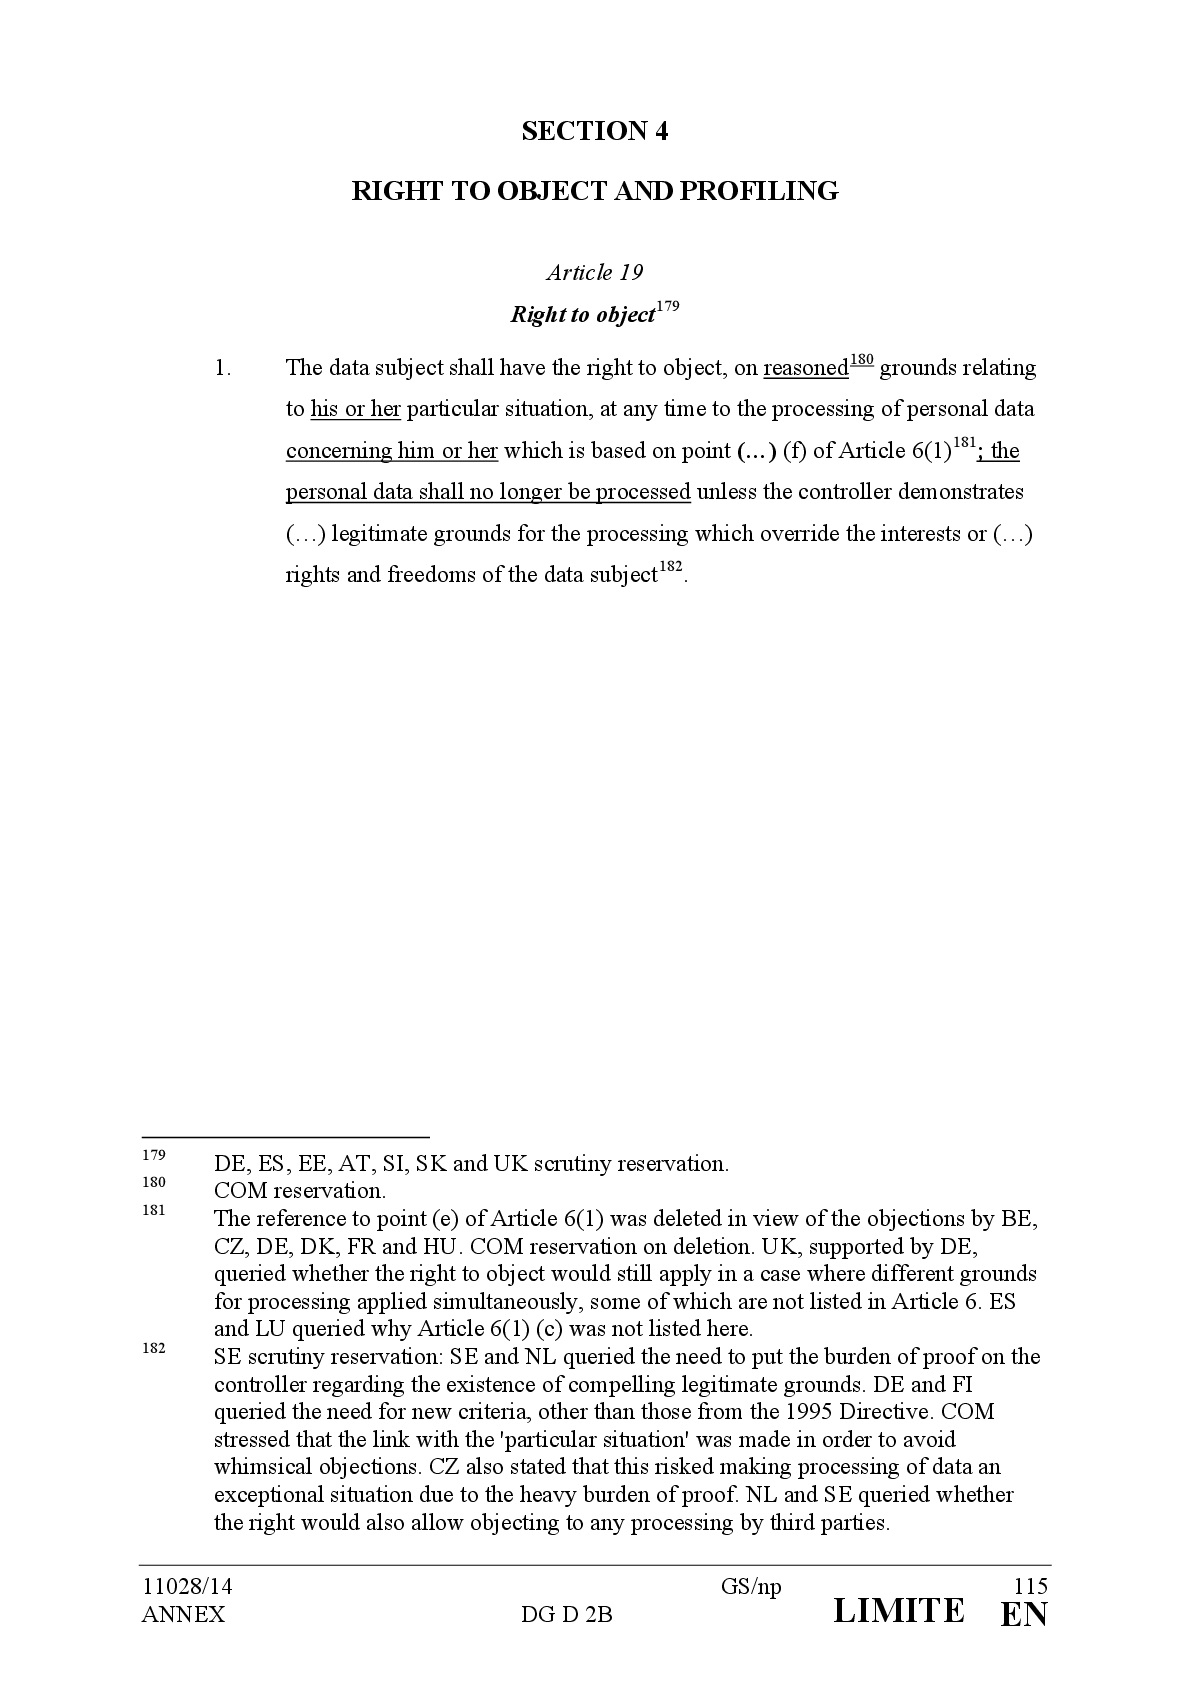 SECTION 4
RIGHT TO OBJECT AND PROFILING
Article 19
Right to object179
1. The data subject shall have the right to object, on reasoned180 grounds relating
to his or her particular situation, at any time to the processing of personal data
concerning him or her which is based on point (…) (f) of Article 6(1)181; the
personal data shall no longer be processed unless the controller demonstrates
(…) legitimate grounds for the processing which override the interests or (…)
rights and freedoms of the data subject182.
179 DE, ES, EE, AT, SI, SK and UK scrutiny reservation.
180 COM reservation.
181 The reference to point (e) of Article 6(1) was deleted in view of the objections by BE,
CZ, DE, DK, FR and HU. COM reservation on deletion. UK, supported by DE,
queried whether the right to object would still apply in a case where different grounds
for processing applied simultaneously, some of which are not listed in Article 6. ES
and LU queried why Article 6(1) (c) was not listed here.
182 SE scrutiny reservation: SE and NL queried the need to put the burden of proof on the
controller regarding the existence of compelling legitimate grounds. DE and FI
queried the need for new criteria, other than those from the 1995 Directive. COM
stressed that the link with the 'particular situation' was made in order to avoid
whimsical objections. CZ also stated that this risked making processing of data an
exceptional situation due to the heavy burden of proof. NL and SE queried whether
the right would also allow objecting to any processing by third parties.
11028/14 GS/np 115
ANNEX DG D 2B LIMITE EN